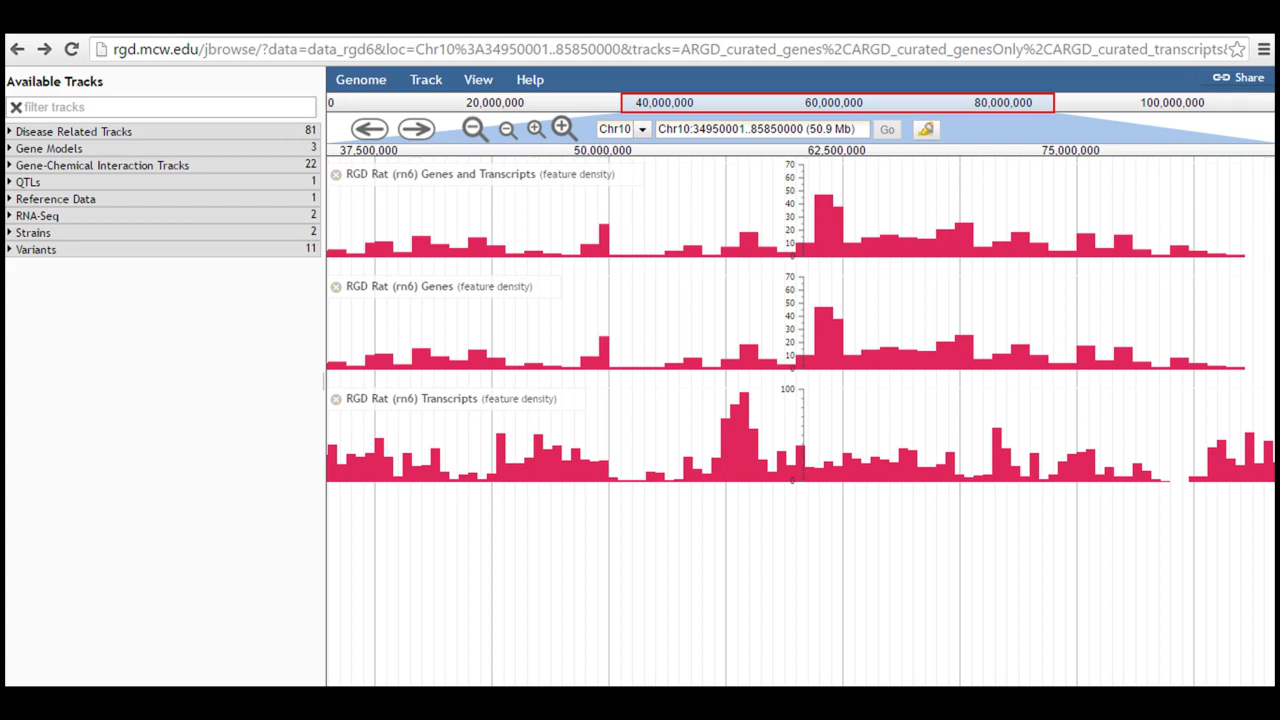 rgd.mcw.edu/jbrowse/?data=data_rgd6&loc=Chr10%3A34950001..85850000&tracks=ARGD_curated_genes%2CARGD_curated_genesOnly%2CARGD_curated_transcripts&
Available Tracks
filter tracks
Disease Related Tracks 81
Gene Models 3
Gene-Chemical Interaction Tracks 22
QTLs 1
Reference Data 1
RNA-Seq 2
Strains 2
Variants 11
Genome Track View Help Share
0 20,000,000 40,000,000 60,000,000 80,000,000 100,000,000
Chr10 Chr10:34950001..85850000 (50.9 Mb) Go
37,500,000 50,000,000 62,500,000 75,000,000
RGD Rat (rn6) Genes and Transcripts (feature density)
70
60
50
40
30
20
10
0
RGD Rat (rn6) Genes (feature density)
70
60
50
40
30
20
10
0
RGD Rat (rn6) Transcripts (feature density)
100
0